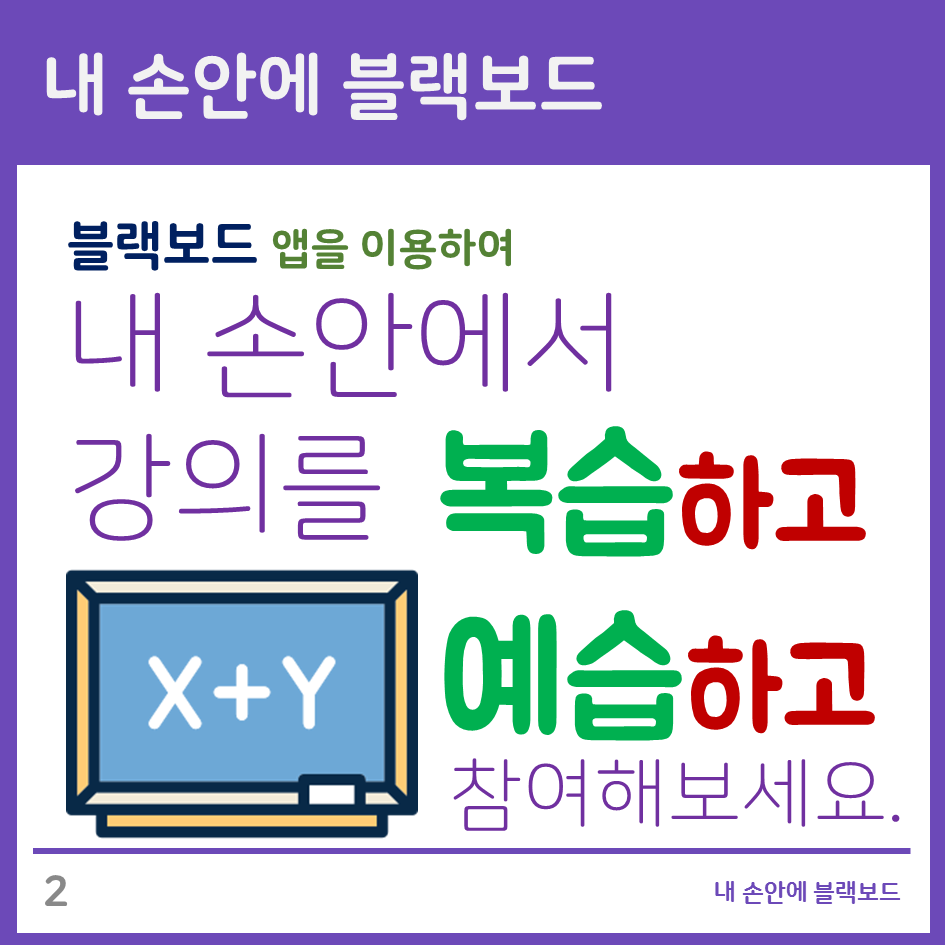 내 손안에 블랙보드
블랙보드 앱을 이용하여
내 손안에서
강의를 복습하고
X+Y
예습하고
참여해보세요.
2
내 손안에 블랙보드